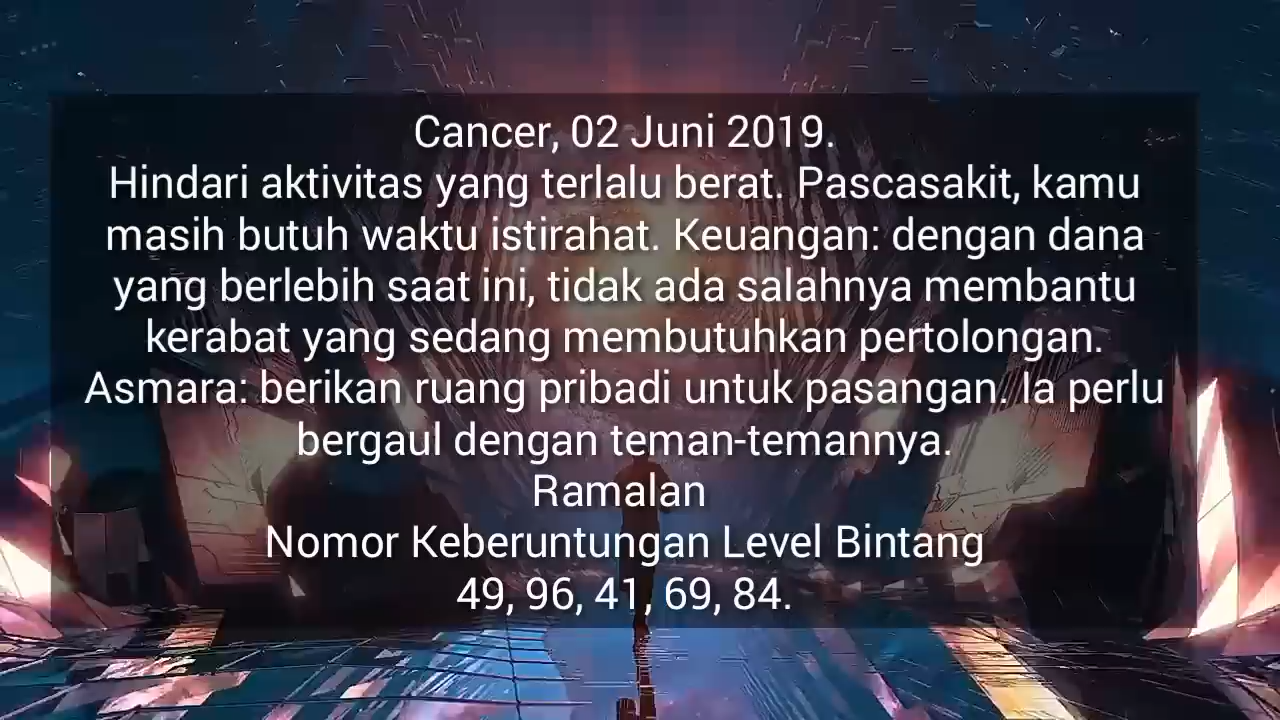 Cancer, 02 Juni 2019.
Hindari aktivitas yang terlalu berat. Pascasakit, kamu
masih butuh waktu istirahat. Keuangan: dengan dana
yang berlebih saat ini, tidak ada salahnya membantu
kerabat yang sedang membutuhkan pertolongan.
Asmara: berikan ruang pribadi untuk pasangan. Ia perlu
bergaul dengan teman-temannya.
Ramalan
Nomor Keberuntungan Level Bintang
49, 96, 41, 69, 84.